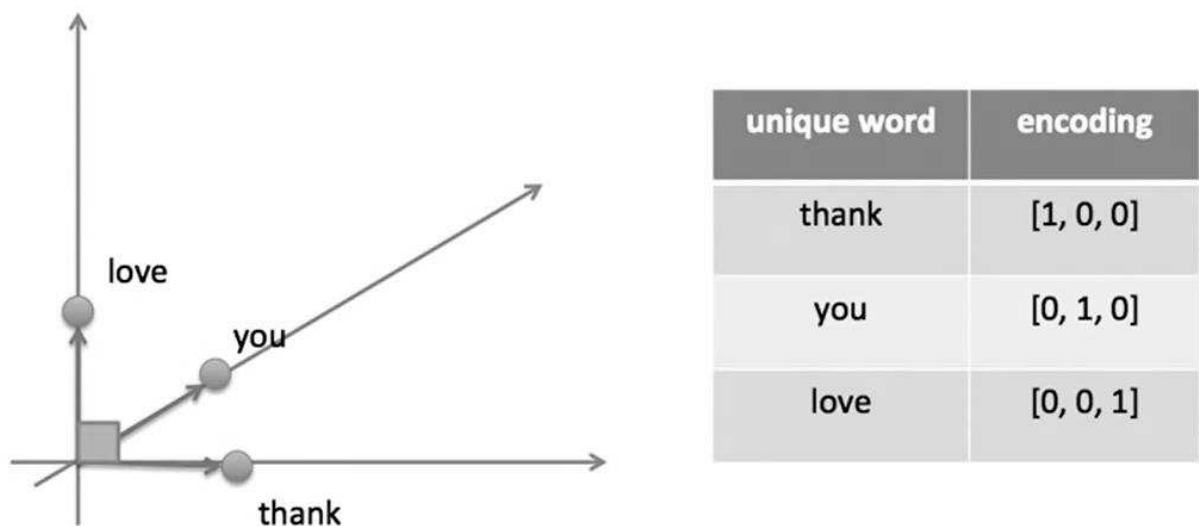 love
you
thank
unique word encoding
thank [1, 0, 0]
you [0, 1, 0]
love [0, 0, 1]